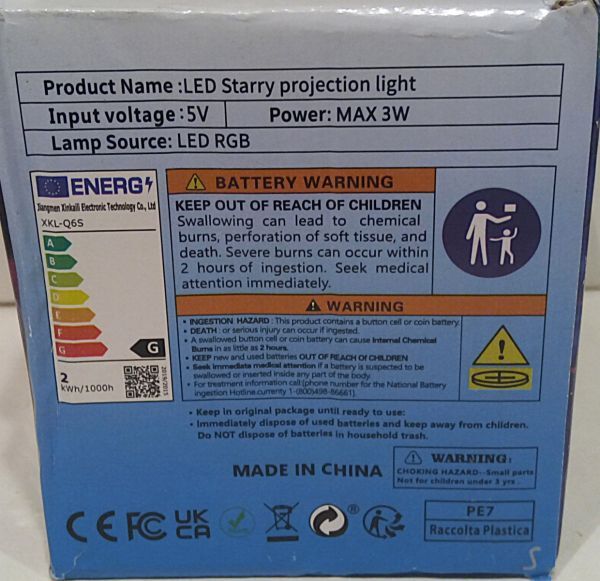 Product Name :LED Starry projection light
Input voltage：5V
Power: MAX 3W
Lamp Source: LED RGB
ENERG
Jiangmen Xinkaili Electronic Technology Co., Ltd
XKL-Q6S
A
B
C
D
E
F
G
G
2
kWh/1000h
2019/2015
BATTERY WARNING
KEEP OUT OF REACH OF CHILDREN
Swallowing can lead to chemical
burns, perforation of soft tissue, and
death. Severe burns can occur within
2 hours of ingestion. Seek medical
attention immediately.
WARNING
• INGESTION HAZARD : This product contains a button cell or coin battery.
• DEATH : or serious injury can occur if ingested.
• A swallowed button cell or coin battery can cause Internal Chemical
Burns in as little as 2 hours.
• KEEP new and used batteries OUT OF REACH OF CHILDREN
• Seek immediate medical attention if a battery is suspected to be
swallowed or inserted inside any part of the body.
• For treatment information call:[phone number for the National Battery
ingestion Hotline:currenty 1-(800)498-86661].
• Keep in original package until ready to use:
• Immediately dispose of used batteries and keep away from children.
Do NOT dispose of batteries in household trash.
MADE IN CHINA
WARNING:
CHOKING HAZARD--Small parts
Not for children under 3 yrs .
CE FC UK
CA
®
PE7
Raccolta Plastica
S